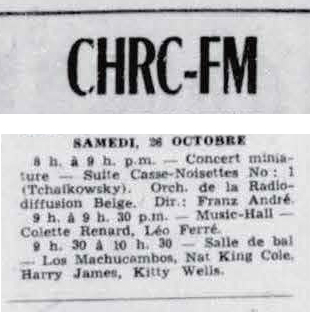 CHRC-FM
SAMEDI, 26 OCTOBRE
8 h. à 9 h. p.m. — Concert minia-
ture — Suite Casse-Noisettes No : 1
(Tchaïkowsky). Orch. de la Radio-
diffusion Beige. Dir.: Franz André.
9 h. à 9 h. 30 p.m. — Music-Hall —
Colette Renard, Léo Ferré.
9 h. 30 à 10 h. 30 — Salle de bal
— Los Machucambos, Nat King Cole,
Harry James, Kitty Wells.